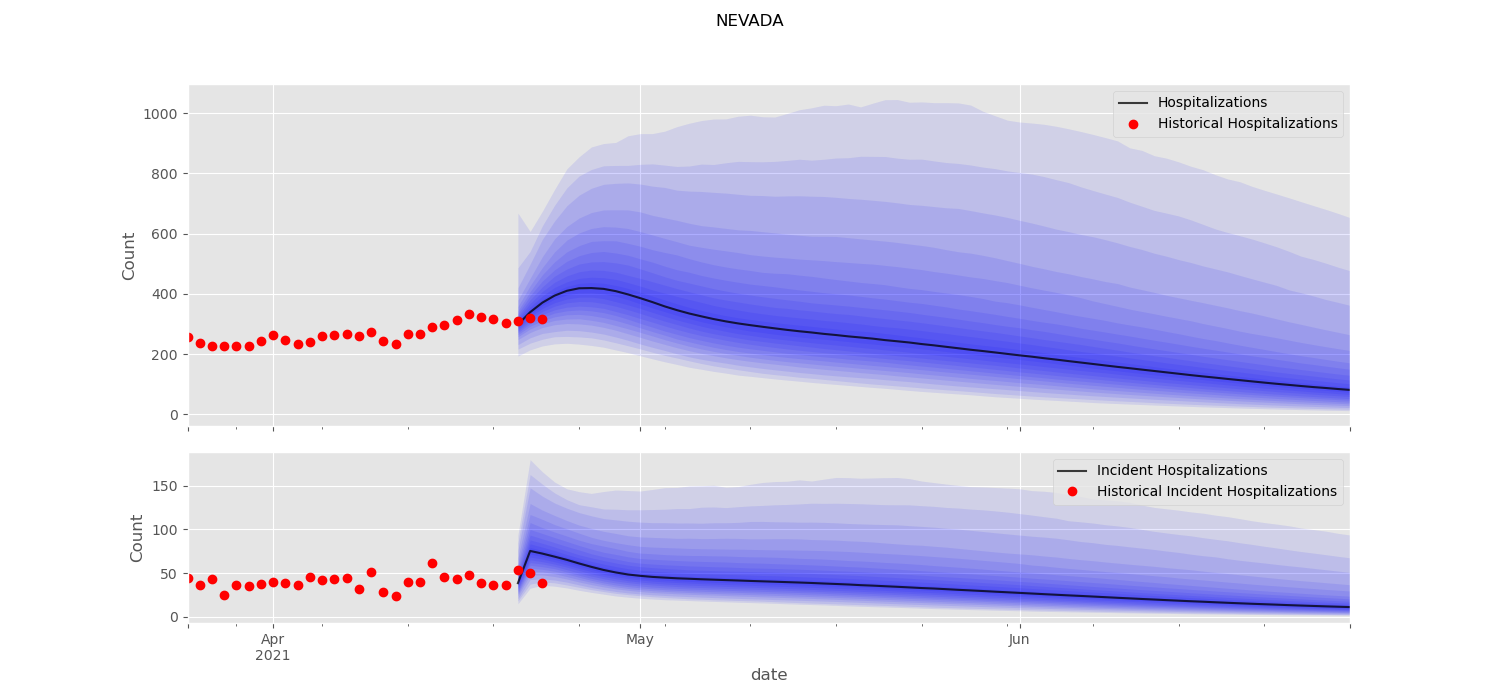 NEVADA
Hospitalizations
Historical Hospitalizations
1000
800
600
400
200
0
Count
Incident Hospitalizations
Historical Incident Hospitalizations
150
100
50
0
Count
Apr
2021
May
Jun
date